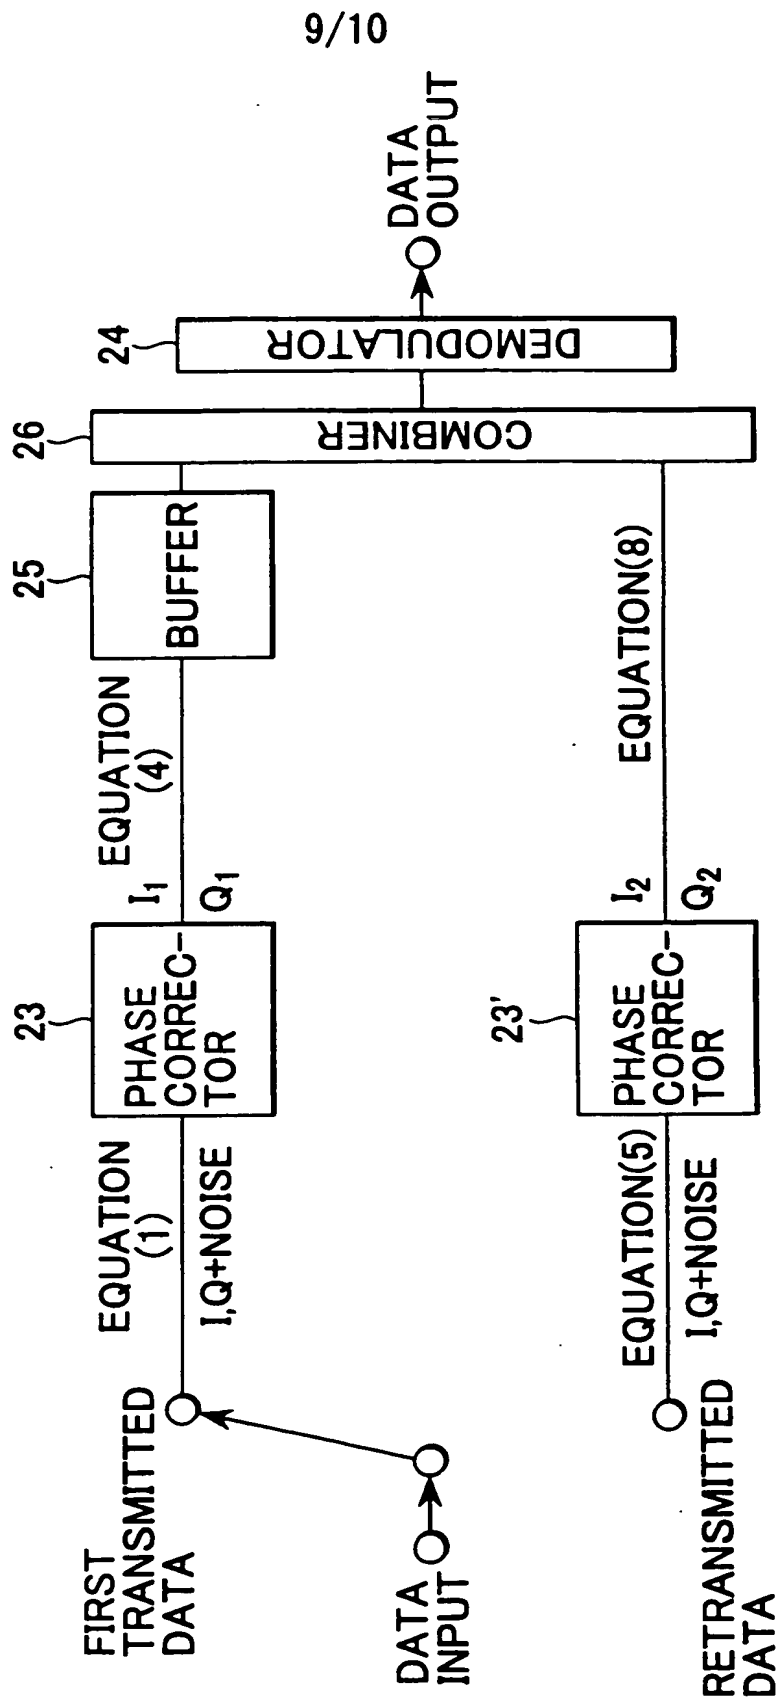 9/10
FIRST
TRANSMITTED
DATA
EQUATION
(1)
I,Q+NOISE
23
PHASE
CORREC-
TOR
I1
Q1
EQUATION
(4)
25
BUFFER
26
COMBINER
24
DEMODULATOR
DATA
OUTPUT
DATA
INPUT
RETRANSMITTED
DATA
EQUATION(5)
I,Q+NOISE
23'
PHASE
CORREC-
TOR
I2
Q2
EQUATION(8)